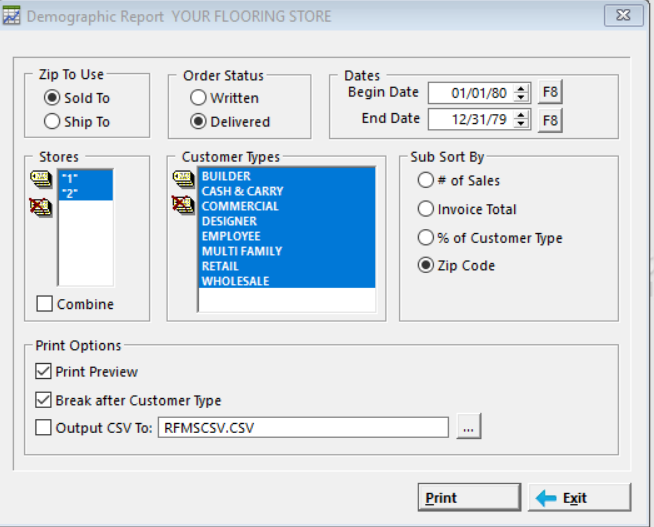 Demographic Report YOUR FLOORING STORE
Zip To Use
Sold To
Ship To
Order Status
Written
Delivered
Dates
Begin Date 01/01/80 F8
End Date 12/31/79 F8
Stores
"1"
"2"
Combine
Customer Types
BUILDER
CASH & CARRY
COMMERCIAL
DESIGNER
EMPLOYEE
MULTI FAMILY
RETAIL
WHOLESALE
Sub Sort By
# of Sales
Invoice Total
% of Customer Type
Zip Code
Print Options
Print Preview
Break after Customer Type
Output CSV To: RFMSCSV.CSV ...
Print Exit